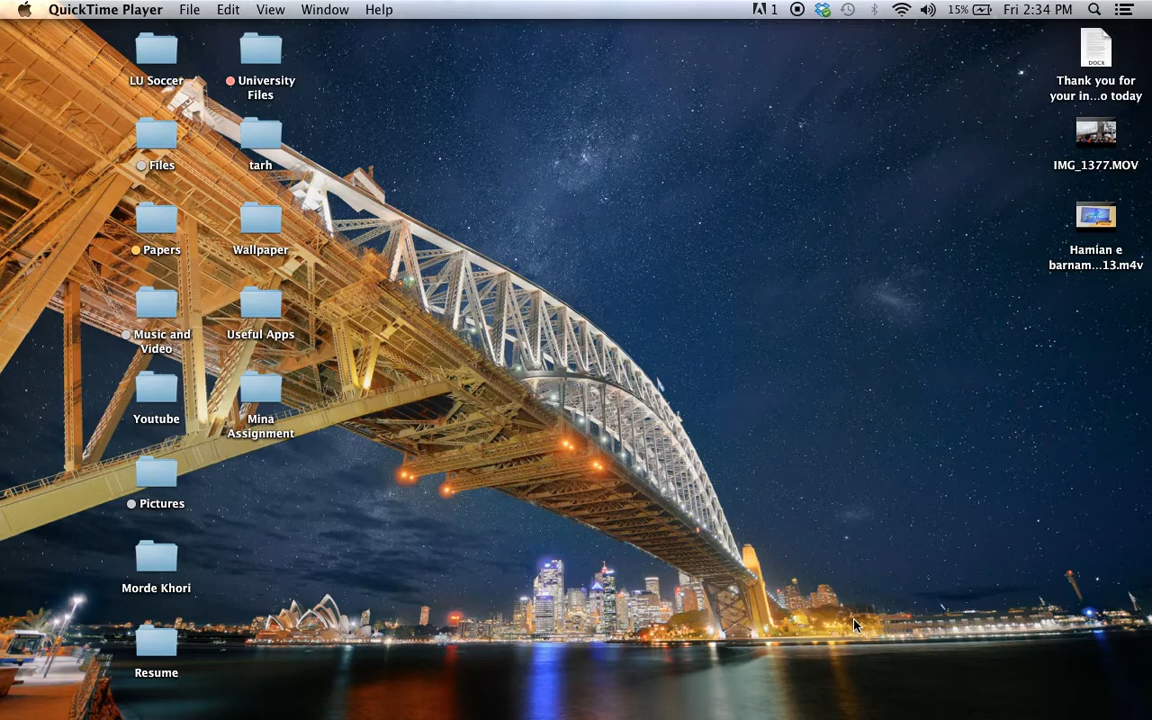 QuickTime Player File Edit View Window Help 1 15% Fri 2:34 PM
LU Soccer
University
Files
Files
tarh
Papers
Wallpaper
Music and
Video
Useful Apps
Youtube
Mina
Assignment
Pictures
Morde Khori
Resume
DOCX
Thank you for
your in...o today
IMG_1377.MOV
Hamian e
barnam...13.m4v